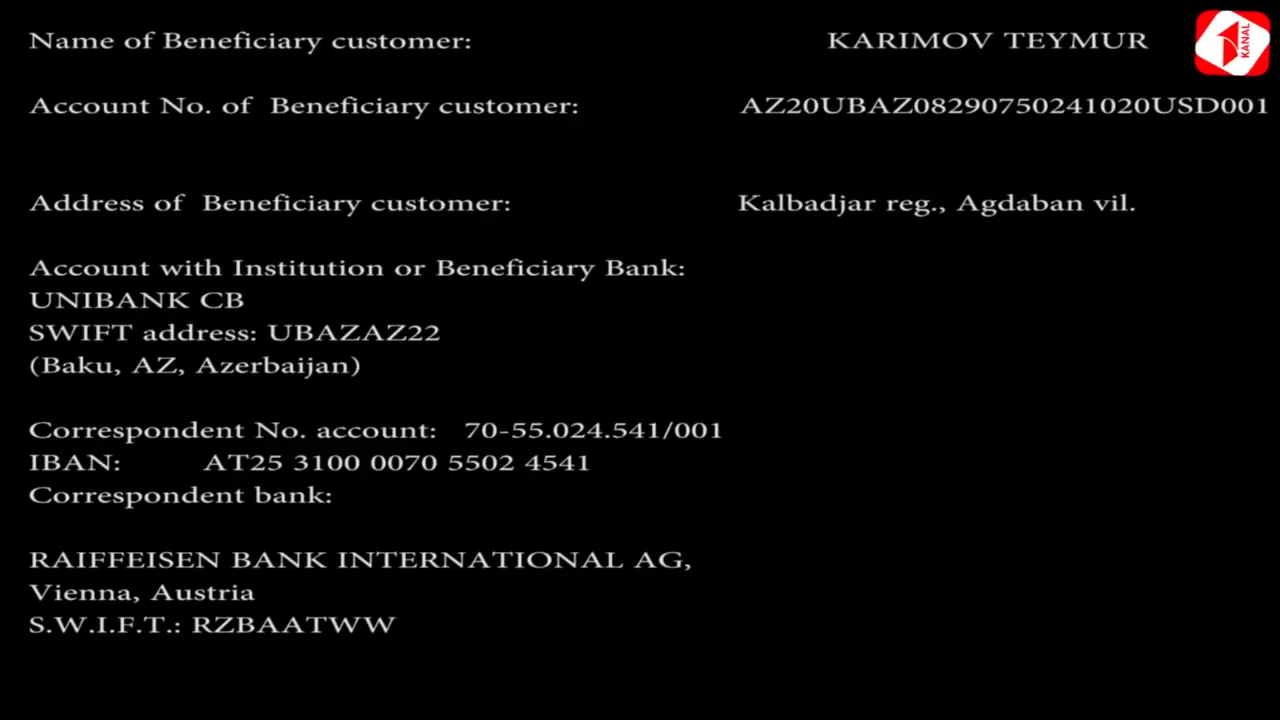 Name of Beneficiary customer: KARIMOV TEYMUR
KANAL
Account No. of Beneficiary customer: AZ20UBAZ08290750241020USD001
Address of Beneficiary customer: Kalbadjar reg., Agdaban vil.
Account with Institution or Beneficiary Bank:
UNIBANK CB
SWIFT address: UBAZAZ22
(Baku, AZ, Azerbaijan)
Correspondent No. account: 70-55.024.541/001
IBAN: AT25 3100 0070 5502 4541
Correspondent bank:
RAIFFEISEN BANK INTERNATIONAL AG,
Vienna, Austria
S.W.I.F.T.: RZBAATWW